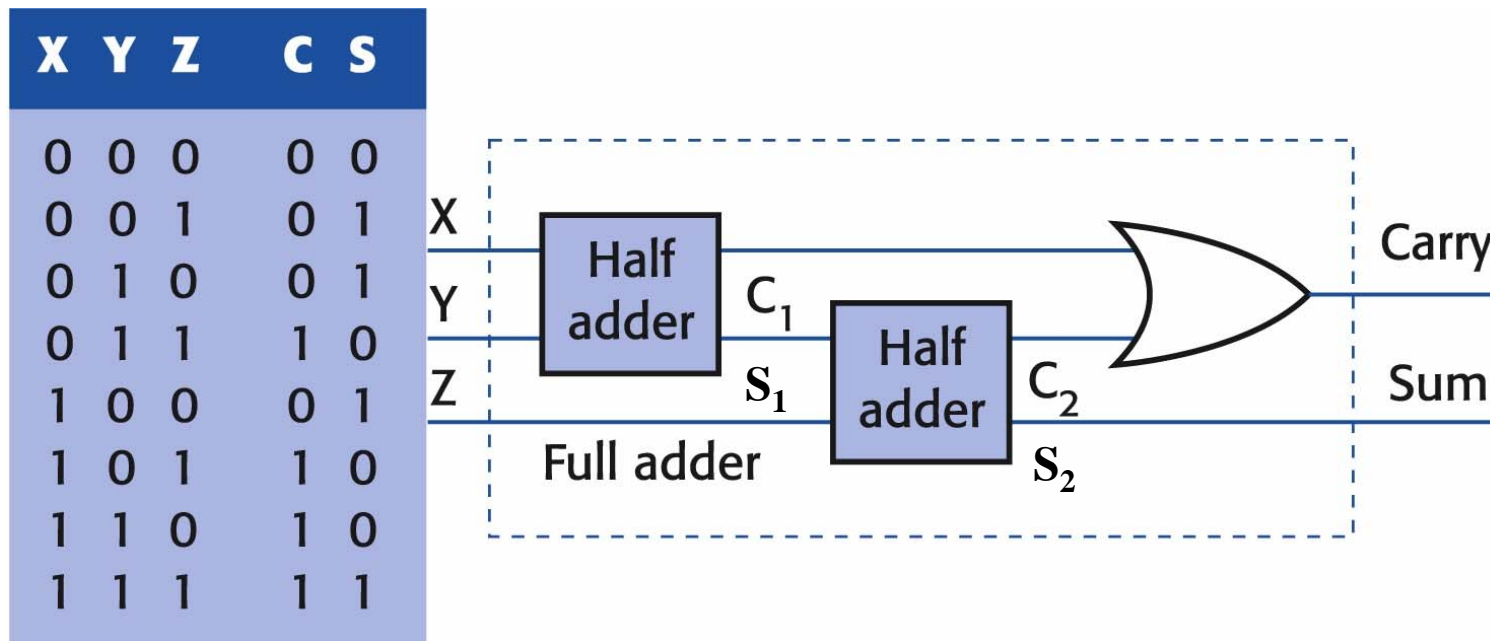 X Y Z C S
0 0 0 0 0
0 0 1 0 1
0 1 0 0 1
0 1 1 1 0
1 0 0 0 1
1 0 1 1 0
1 1 0 1 0
1 1 1 1 1
X
Y
Z
Half
adder
C₁
S₁
Half
adder
C₂
S₂
Full adder
Carry
Sum